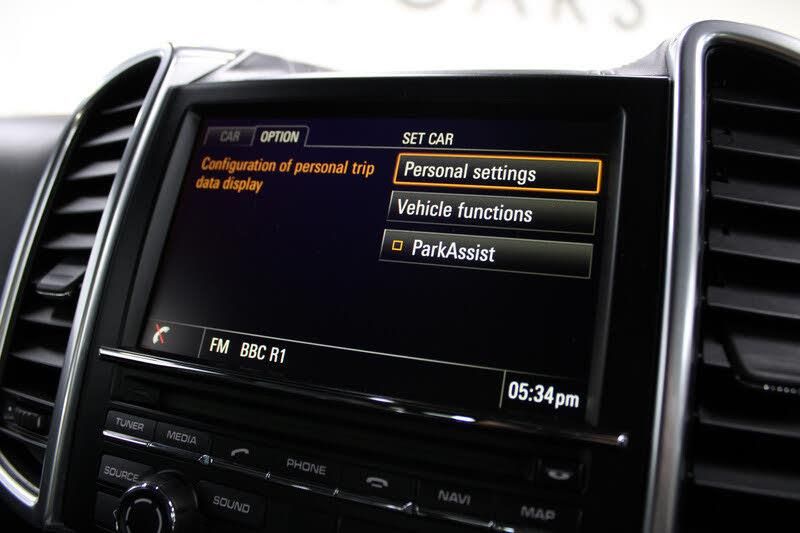 CARS
CAR OPTION
SET CAR
Configuration of personal trip
data display
Personal settings
Vehicle functions
ParkAssist
FM BBC R1
05:34pm
TUNER MEDIA PHONE NAVI MAP
SOURCE SOUND